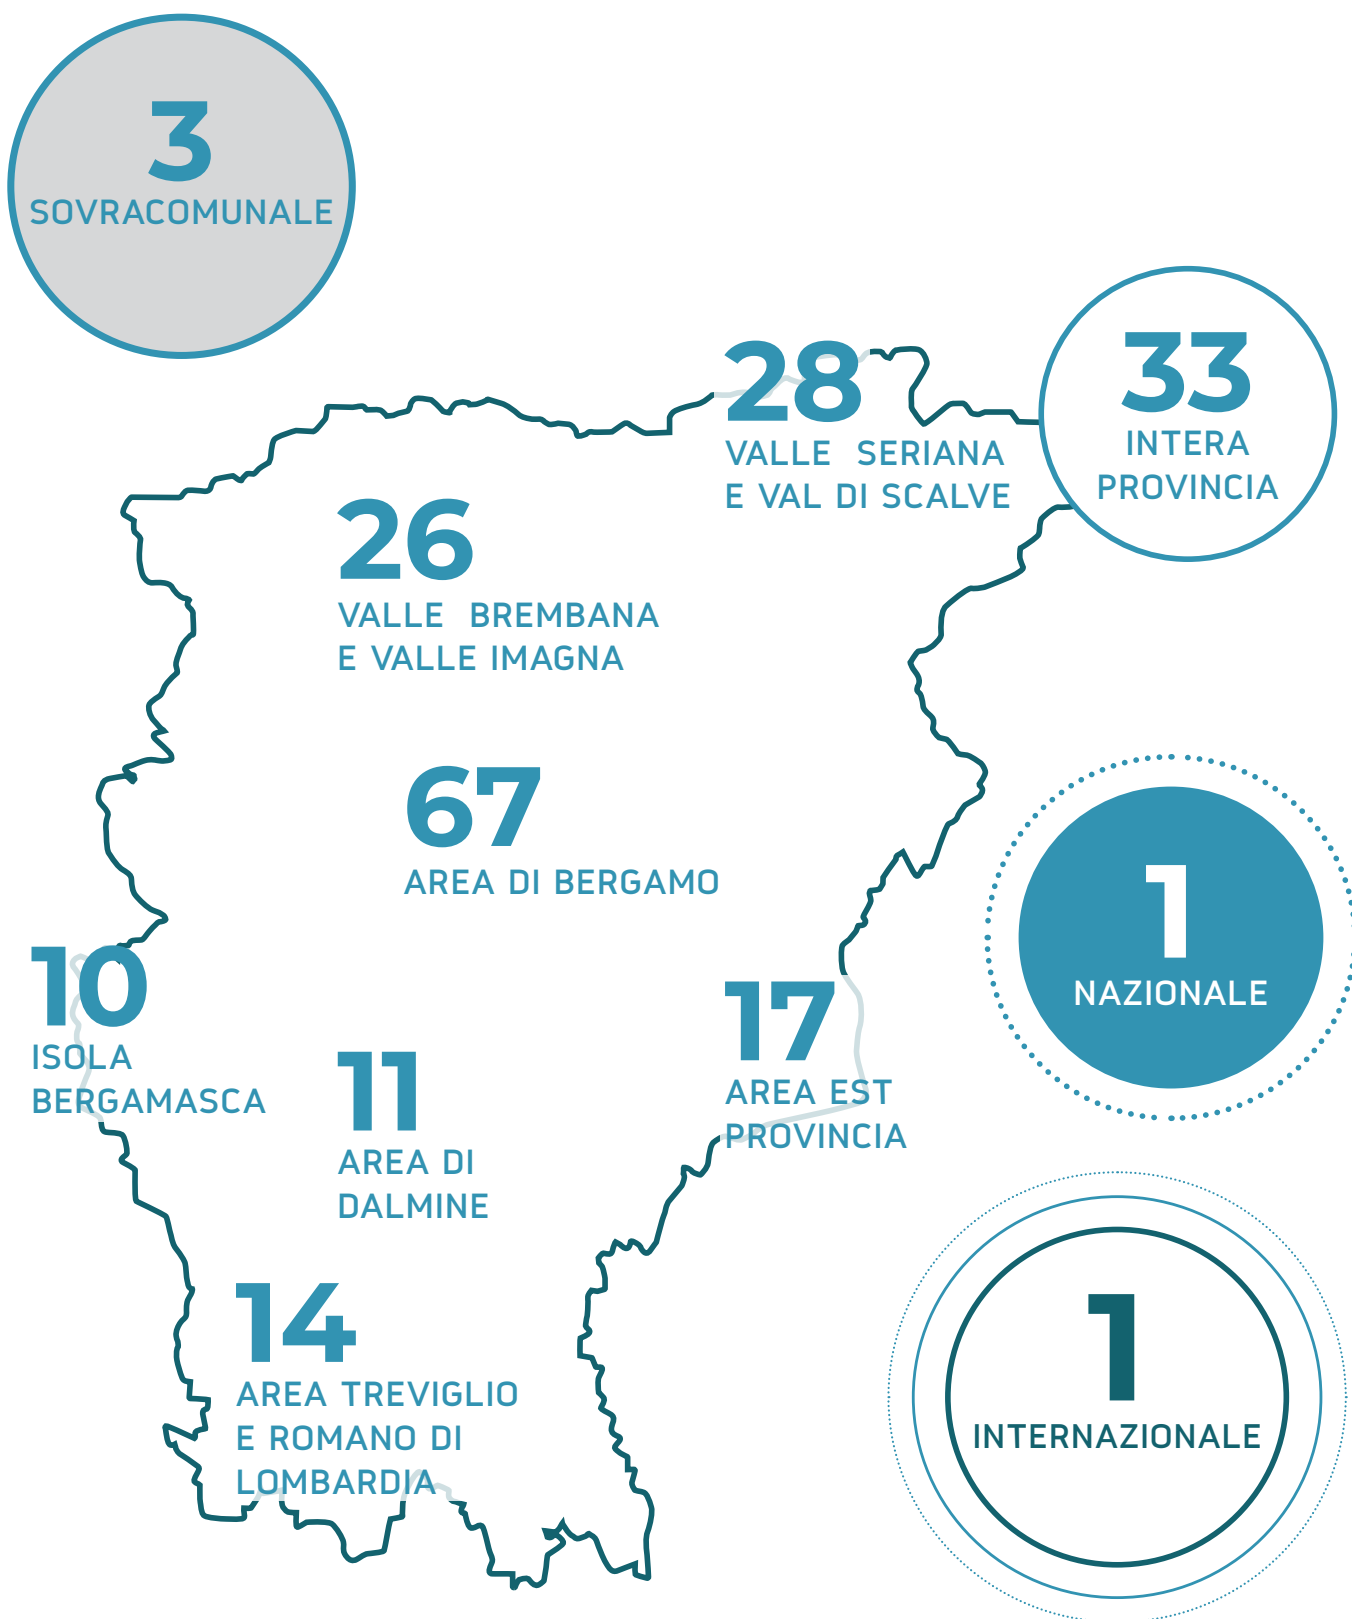 3
SOVRACOMUNALE
33
INTERA
PROVINCIA
28
VALLE SERIANA
E VAL DI SCALVE
26
VALLE BREMBANA
E VALLE IMAGNA
67
AREA DI BERGAMO
1
NAZIONALE
10
ISOLA
BERGAMASCA
17
AREA EST
PROVINCIA
11
AREA DI
DALMINE
14
AREA TREVIGLIO
E ROMANO DI
LOMBARDIA
1
INTERNAZIONALE